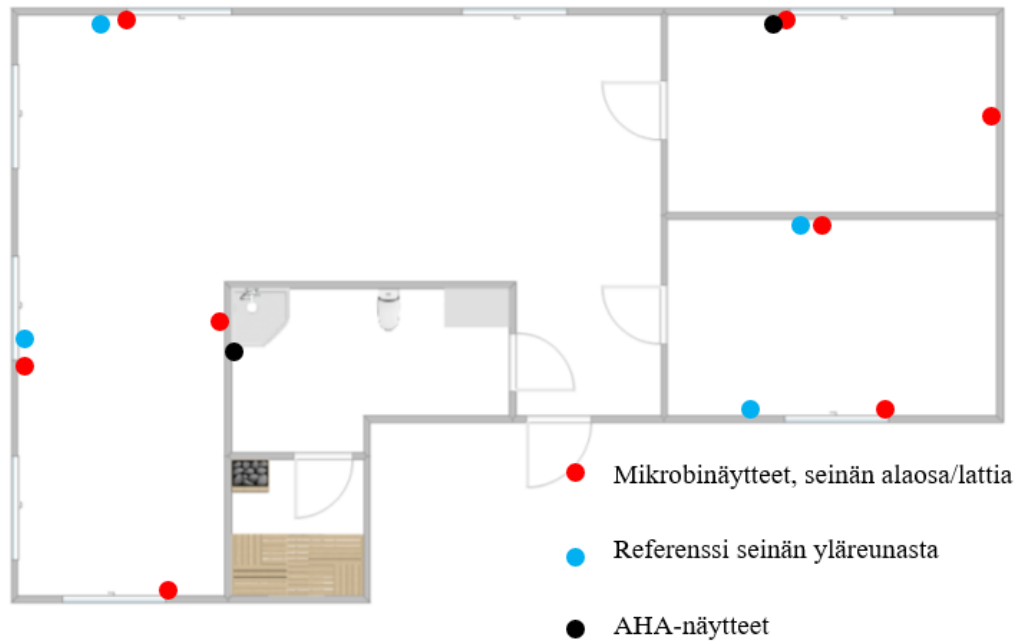 Mikrobinäytteet, seinän alaosa/lattia
Referenssi seinän yläreunasta
AHA-näytteet